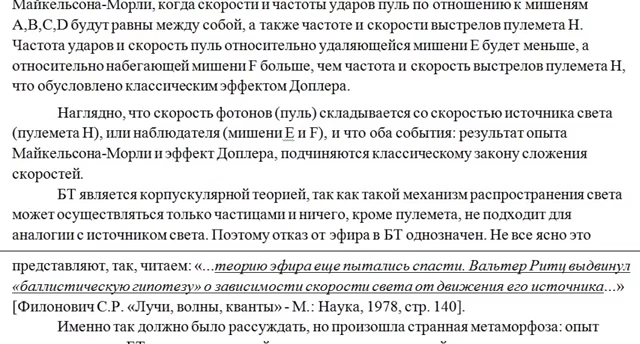 Майкельсона-Морли, когда скорости и частоты ударов пуль по отношению к мишеням
A,B,C,D будут равны между собой, а также частоте и скорости выстрелов пулемета Н.
Частота ударов и скорость пуль относительно удаляющейся мишени Е будет меньше, а
относительно набегающей мишени F больше, чем частота и скорость выстрелов пулемета Н,
что обусловлено классическим эффектом Доплера.
Наглядно, что скорость фотонов (пуль) складывается со скоростью источника света
(пулемета Н), или наблюдателя (мишени Е и F), и что оба события: результат опыта
Майкельсона-Морли и эффект Доплера, подчиняются классическому закону сложения
скоростей.
БТ является корпускулярной теорией, так как такой механизм распространения света
может осуществляться только частицами и ничего, кроме пулемета, не подходит для
аналогии с источником света. Поэтому отказ от эфира в БТ однозначен. Не все ясно это
представляют, так, читаем: «...теорию эфира еще пытались спасти. Вальтер Ритц выдвинул
«баллистическую гипотезу» о зависимости скорости света от движения его источника...»
[Филонович С.Р. «Лучи, волны, кванты» - М.: Наука, 1978, стр. 140].
Именно так должно было рассуждать, но произошла странная метаморфоза: опыт